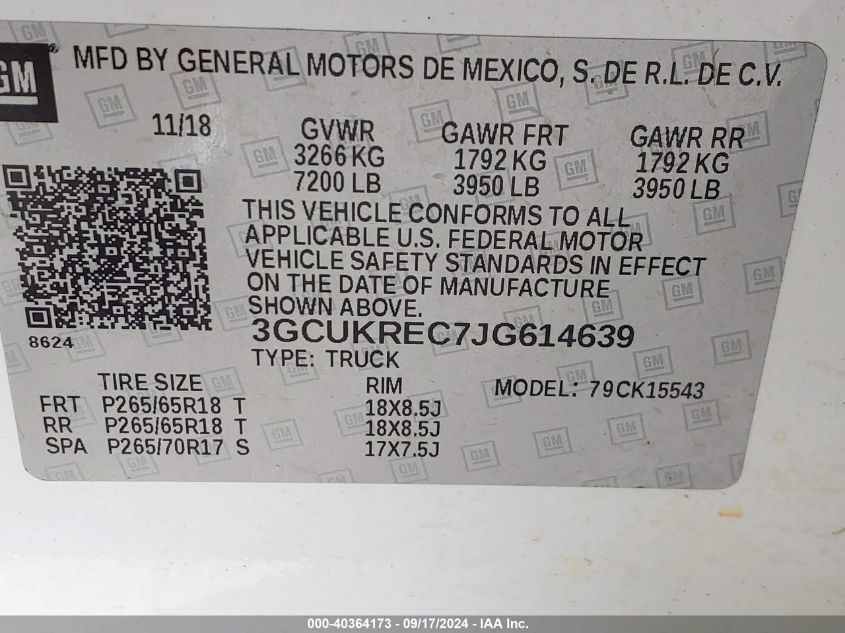 GM
MFD BY GENERAL MOTORS DE MEXICO, S. DE R.L. DE C.V.
11/18 GVWR GAWR FRT GAWR RR
3266 KG 1792 KG 1792 KG
7200 LB 3950 LB 3950 LB
THIS VEHICLE CONFORMS TO ALL
APPLICABLE U.S. FEDERAL MOTOR
VEHICLE SAFETY STANDARDS IN EFFECT
ON THE DATE OF MANUFACTURE
SHOWN ABOVE.
8624 3GCUKREC7JG614639
TYPE: TRUCK
TIRE SIZE RIM MODEL: 79CK15543
FRT P265/65R18 T 18X8.5J
RR P265/65R18 T 18X8.5J
SPA P265/70R17 S 17X7.5J
000-40364173 - 09/17/2024 - IAA Inc.